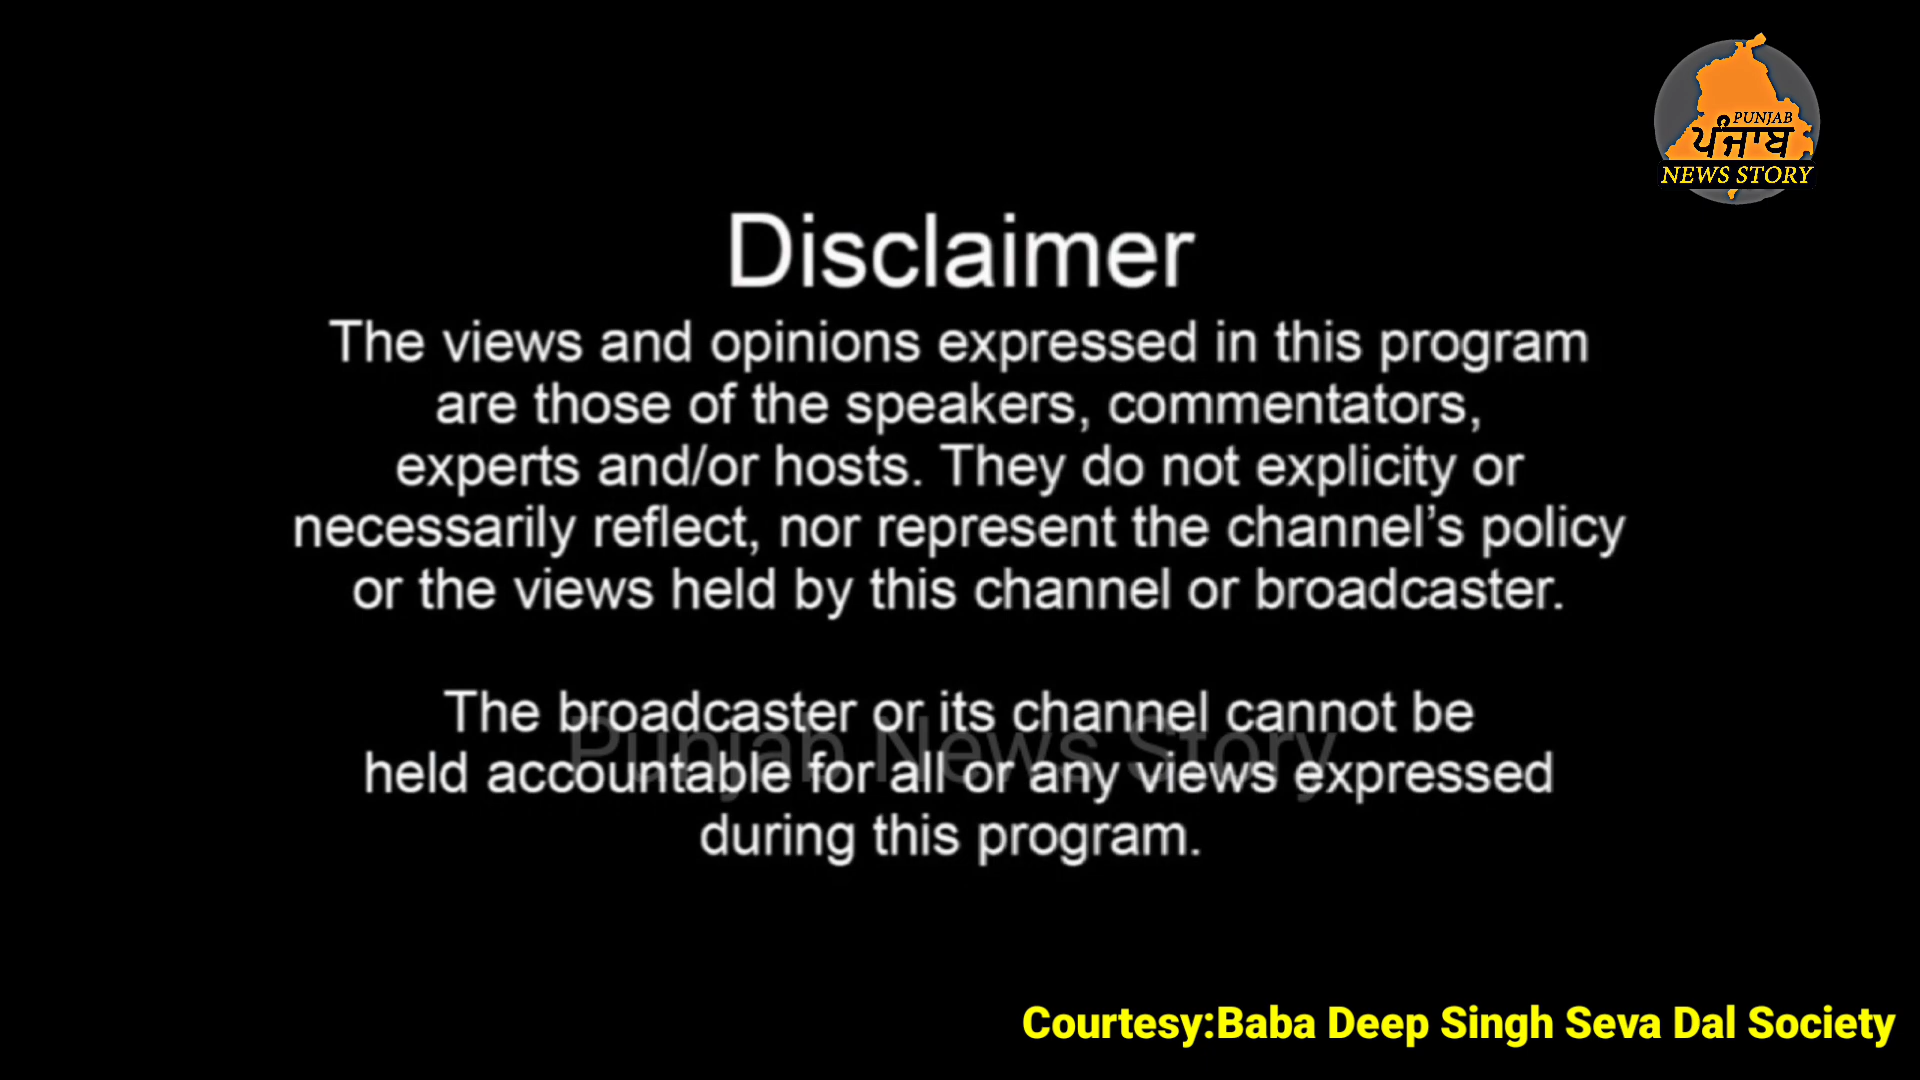 PUNJAB
ਪੰਜਾਬ
NEWS STORY
Disclaimer
The views and opinions expressed in this program
are those of the speakers, commentators,
experts and/or hosts. They do not explicity or
necessarily reflect, nor represent the channel’s policy
or the views held by this channel or broadcaster.
The broadcaster or its channel cannot be
Punjab News Story
held accountable for all or any views expressed
during this program.
Courtesy:Baba Deep Singh Seva Dal Society